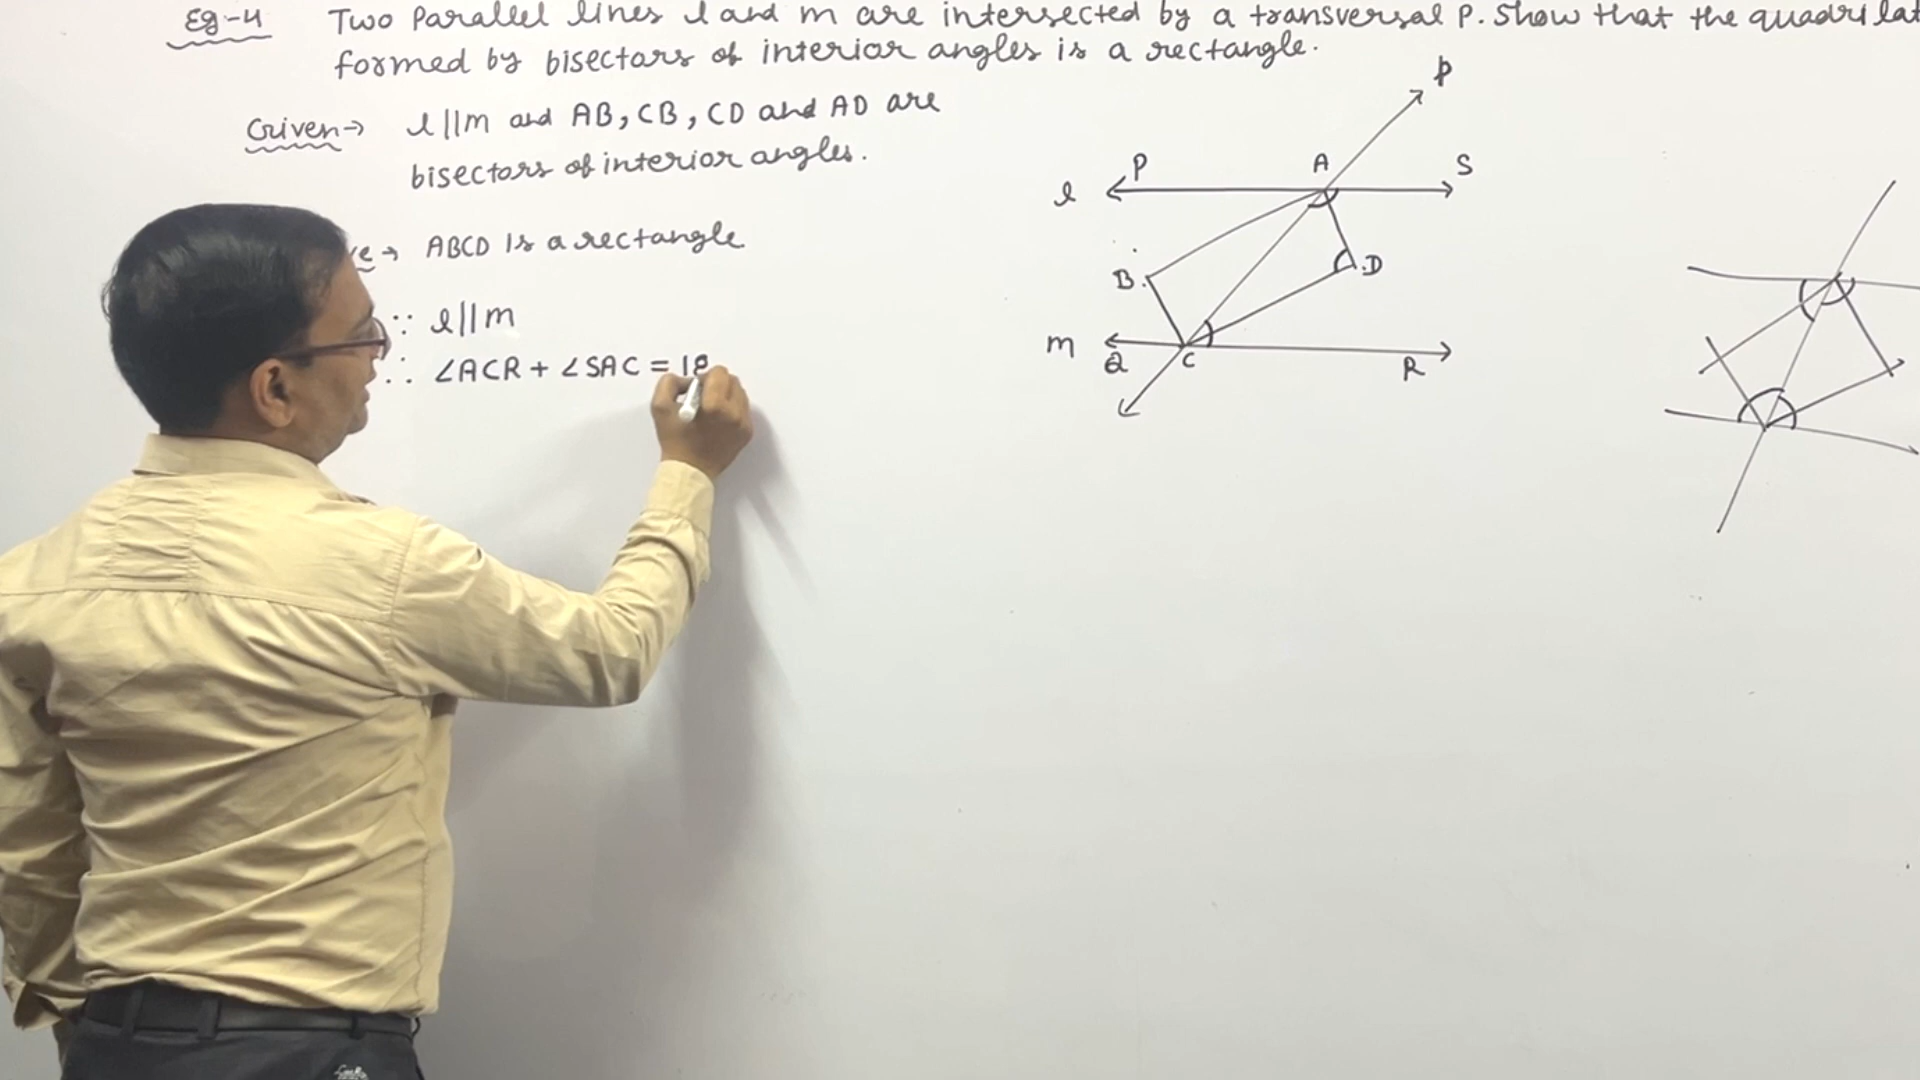 Eg-4 Two parallel lines l and m are intersected by a transversal P. Show that the
formed by bisectors of interior angles is a rectangle.
Given→ l||m and AB, CB, CD and AD are
bisectors of interior angles.
ABCD Is a rectangle
∵ l||m
∴ ∠ACR + ∠SAC = 18
p
P A S
l
B D
m
Q C R